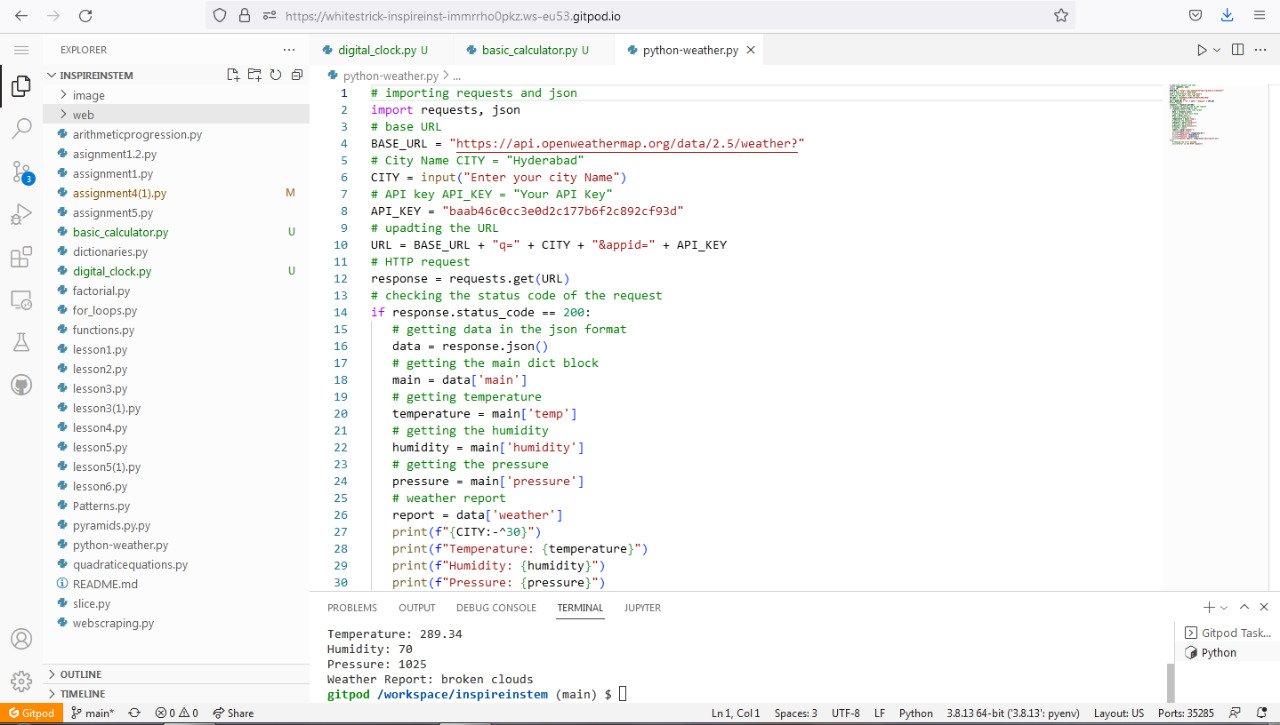 https://whitestrick-inspireinst-immrrho0pkz.ws-eu53.gitpod.io
EXPLORER
INSPIREINSTEM
image
web
arithmeticprogression.py
asignment1.2.py
assignment1.py
assignment4(1).py M
assignment5.py
basic_calculator.py U
dictionaries.py
digital_clock.py U
factorial.py
for_loops.py
functions.py
lesson1.py
lesson2.py
lesson3.py
lesson3(1).py
lesson4.py
lesson5.py
lesson5(1).py
lesson6.py
Patterns.py
pyramids.py.py
python-weather.py
quadraticequations.py
README.md
slice.py
webscraping.py
OUTLINE
TIMELINE
3
digital_clock.py U
basic_calculator.py U
python-weather.py
python-weather.py > ...
1 # importing requests and json
2 import requests, json
3 # base URL
4 BASE_URL = "https://api.openweathermap.org/data/2.5/weather?"
5 # City Name CITY = "Hyderabad"
6 CITY = input("Enter your city Name")
7 # API key API_KEY = "Your API Key"
8 API_KEY = "baab46c0cc3e0d2c177b6f2c892cf93d"
9 # upadting the URL
10 URL = BASE_URL + "q=" + CITY + "&appid=" + API_KEY
11 # HTTP request
12 response = requests.get(URL)
13 # checking the status code of the request
14 if response.status_code == 200:
15 # getting data in the json format
16 data = response.json()
17 # getting the main dict block
18 main = data['main']
19 # getting temperature
20 temperature = main['temp']
21 # getting the humidity
22 humidity = main['humidity']
23 # getting the pressure
24 pressure = main['pressure']
25 # weather report
26 report = data['weather']
27 print(f"{CITY:-^30}")
28 print(f"Temperature: {temperature}")
29 print(f"Humidity: {humidity}")
30 print(f"Pressure: {pressure}")
PROBLEMS OUTPUT DEBUG CONSOLE TERMINAL JUPYTER
Temperature: 289.34
Humidity: 70
Pressure: 1025
Weather Report: broken clouds
gitpod /workspace/inspireinstem (main) $
Gitpod Task...
Python
Gitpod main* 0 0 Share Ln 1, Col 1 Spaces: 3 UTF-8 LF Python 3.8.13 64-bit ('3.8.13': pyenv) Layout: US Ports: 35285